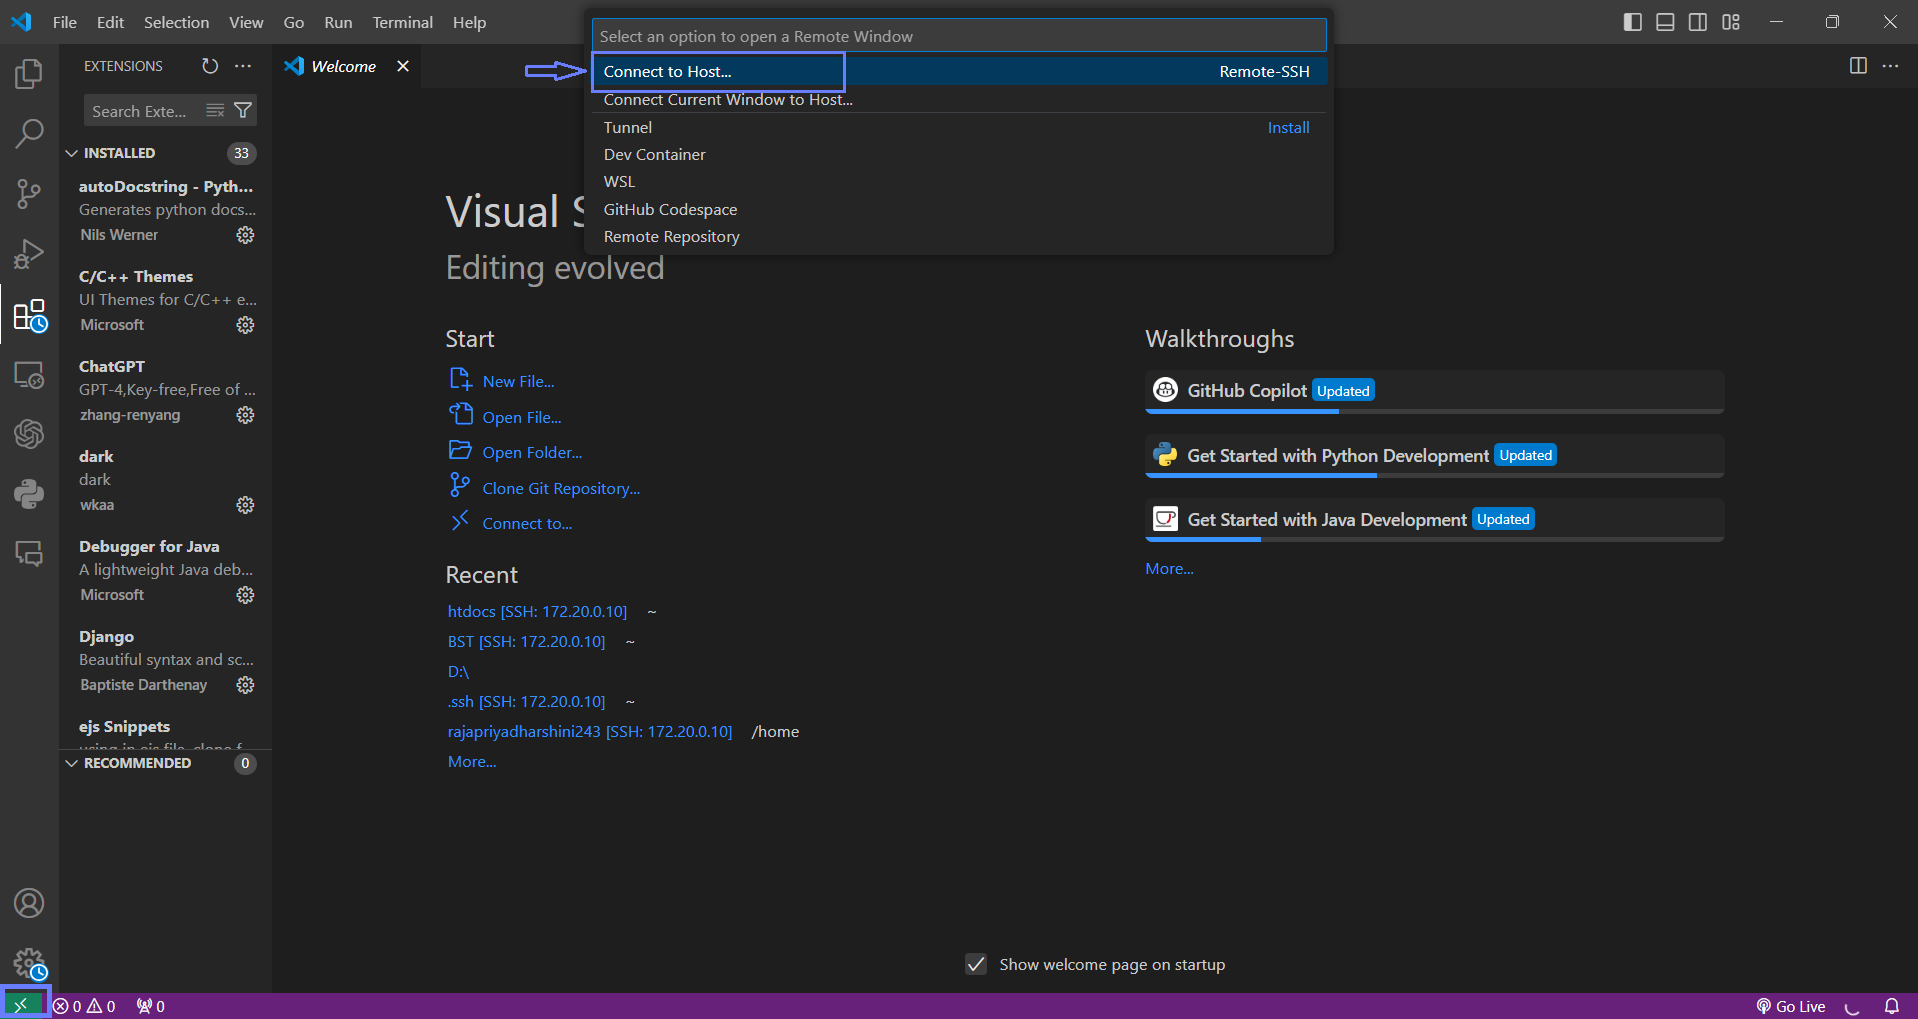 File Edit Selection View Go Run Terminal Help
Select an option to open a Remote Window
Connect to Host... Remote-SSH
Connect Current Window to Host...
Tunnel Install
Dev Container
WSL
GitHub Codespace
Remote Repository
EXTENSIONS
Search Exte...
INSTALLED 33
autoDocstring - Pyth...
Generates python docs...
Nils Werner
C/C++ Themes
UI Themes for C/C++ e...
Microsoft
ChatGPT
GPT-4,Key-free,Free of ...
zhang-renyang
dark
dark
wkaa
Debugger for Java
A lightweight Java deb...
Microsoft
Django
Beautiful syntax and sc...
Baptiste Darthenay
ejs Snippets
using in ejs file, clone f
RECOMMENDED 0
Welcome
Visual S
Editing evolved
Start
New File...
Open File...
Open Folder...
Clone Git Repository...
Connect to...
Recent
htdocs [SSH: 172.20.0.10] ~
BST [SSH: 172.20.0.10] ~
D:\
.ssh [SSH: 172.20.0.10] ~
rajapriyadharshini243 [SSH: 172.20.0.10] /home
More...
Walkthroughs
GitHub Copilot Updated
Get Started with Python Development Updated
Get Started with Java Development Updated
More...
Show welcome page on startup
0 0 0 Go Live